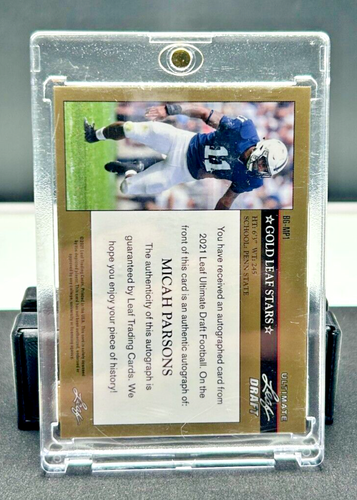 ULTIMATE
Leaf
DRAFT
BG-MP1
☆ GOLD LEAF STARS ☆
HT: 6'3" WT: 245
SCHOOL: PENN STATE
11
You have received an autographed card from
2021 Leaf Ultimate Draft Football. On the
front of this card is an authentic autograph of:
MICAH PARSONS
The authenticity of this autograph is
guaranteed by Leaf Trading Cards. We
hope you enjoy your piece of history!
Leaf